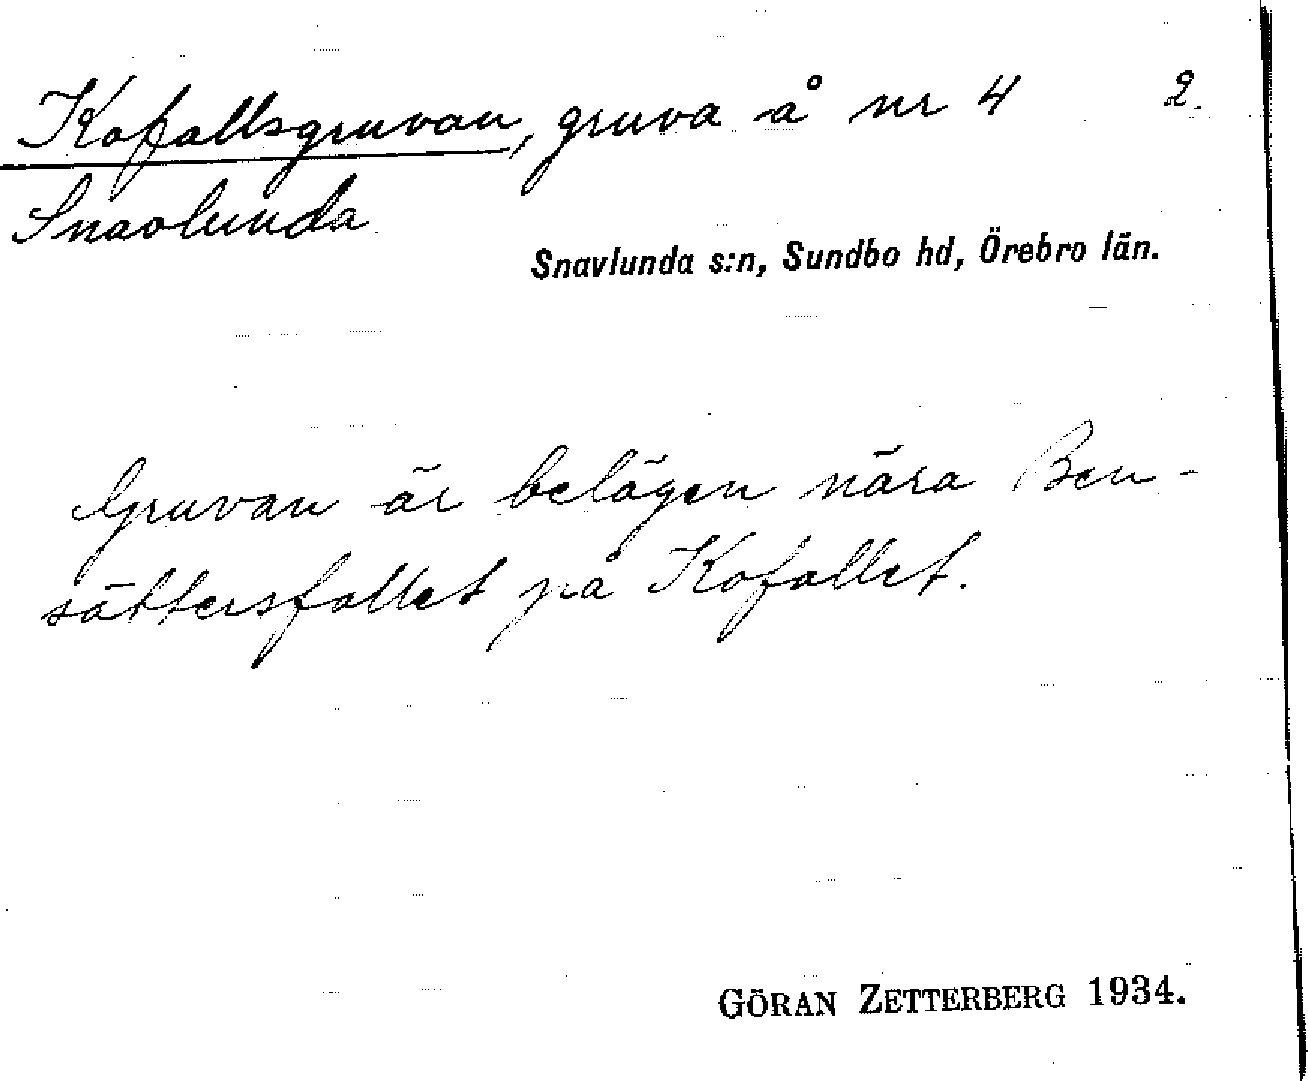 Kofallsgruvan, gruva å nr 4 2.
Snavlunda
Snavlunda s:n, Sundbo hd, Örebro län.
Gruvan är belägen nära Ben-
sättersfallet på Kofallet.
GÖRAN ZETTERBERG 1934.